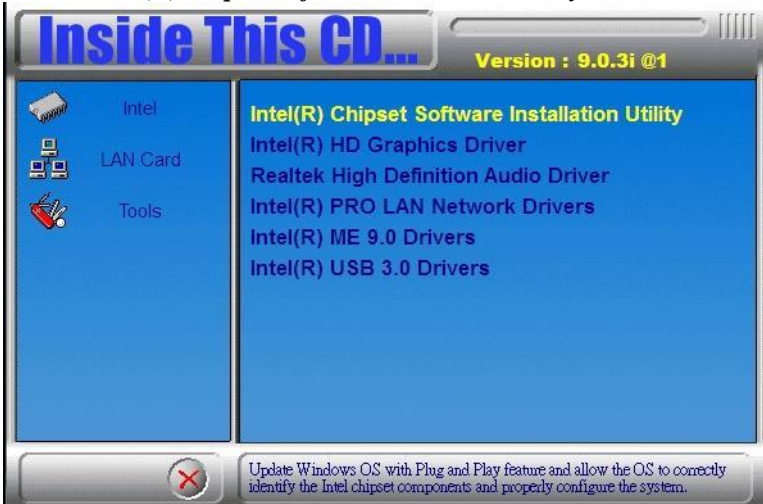 Inside This CD...
Version : 9.0.3i @1
Intel
LAN Card
Tools
Intel(R) Chipset Software Installation Utility
Intel(R) HD Graphics Driver
Realtek High Definition Audio Driver
Intel(R) PRO LAN Network Drivers
Intel(R) ME 9.0 Drivers
Intel(R) USB 3.0 Drivers
Update Windows OS with Plug and Play feature and allow the OS to correctly
identify the Intel chipset components and properly configure the system.